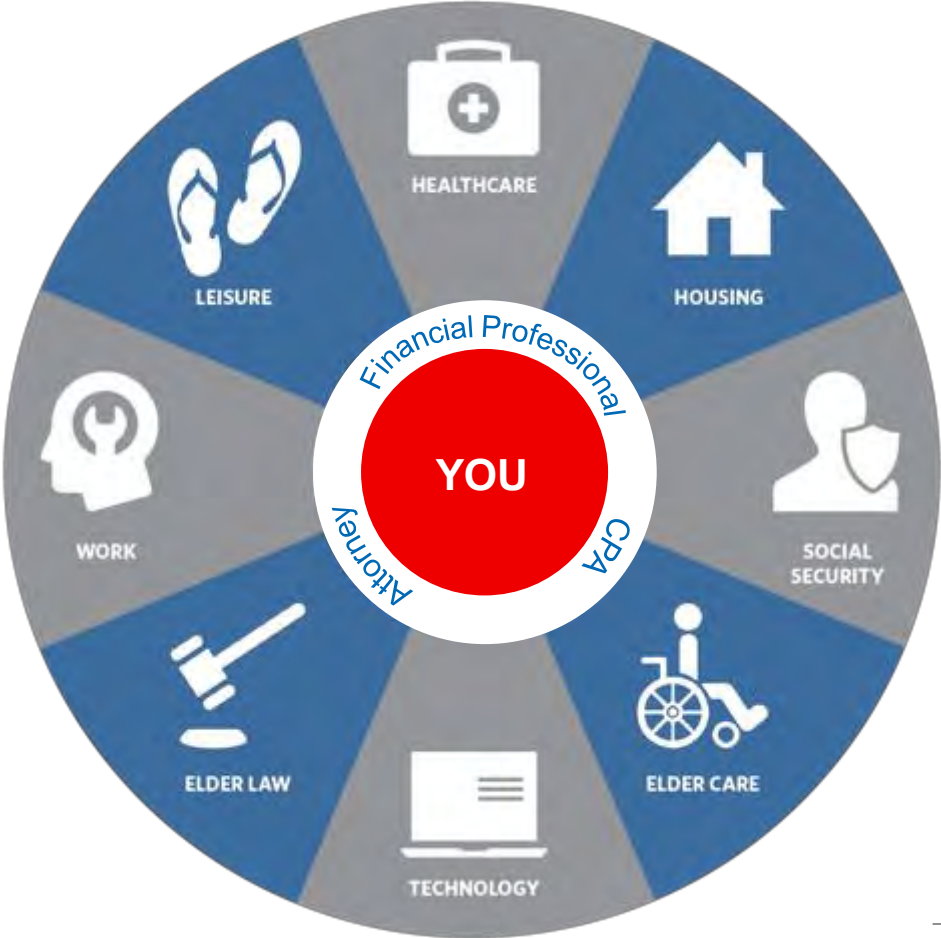 HEALTHCARE
HOUSING
SOCIAL
SECURITY
ELDER CARE
TECHNOLOGY
ELDER LAW
WORK
LEISURE
Financial Professional
CPA
Attorney
YOU